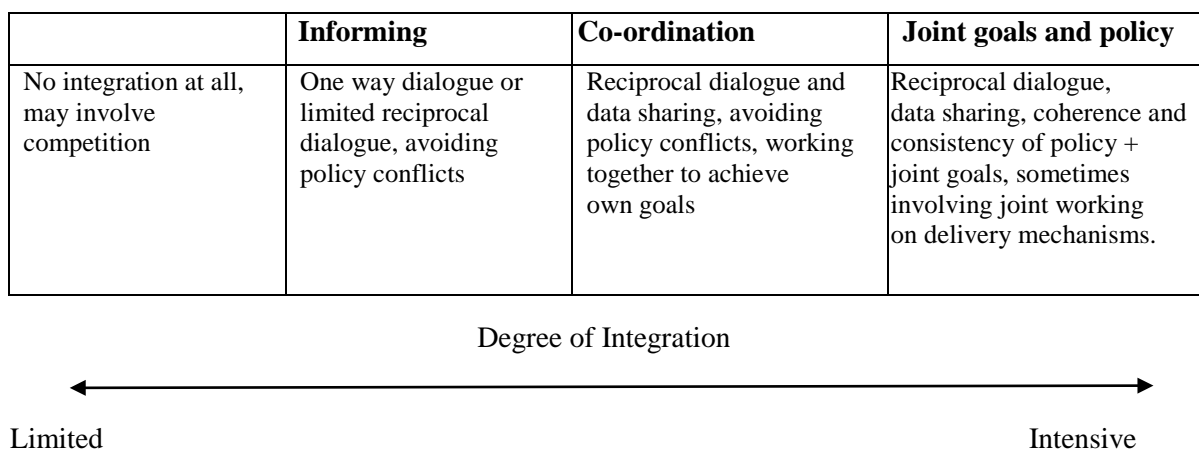 Informing
Co-ordination
Joint goals and policy
No integration at all,
may involve
competition
One way dialogue or
limited reciprocal
dialogue, avoiding
policy conflicts
Reciprocal dialogue and
data sharing, avoiding
policy conflicts, working
together to achieve
own goals
Reciprocal dialogue,
data sharing, coherence and
consistency of policy +
joint goals, sometimes
involving joint working
on delivery mechanisms.
Degree of Integration
Limited
Intensive